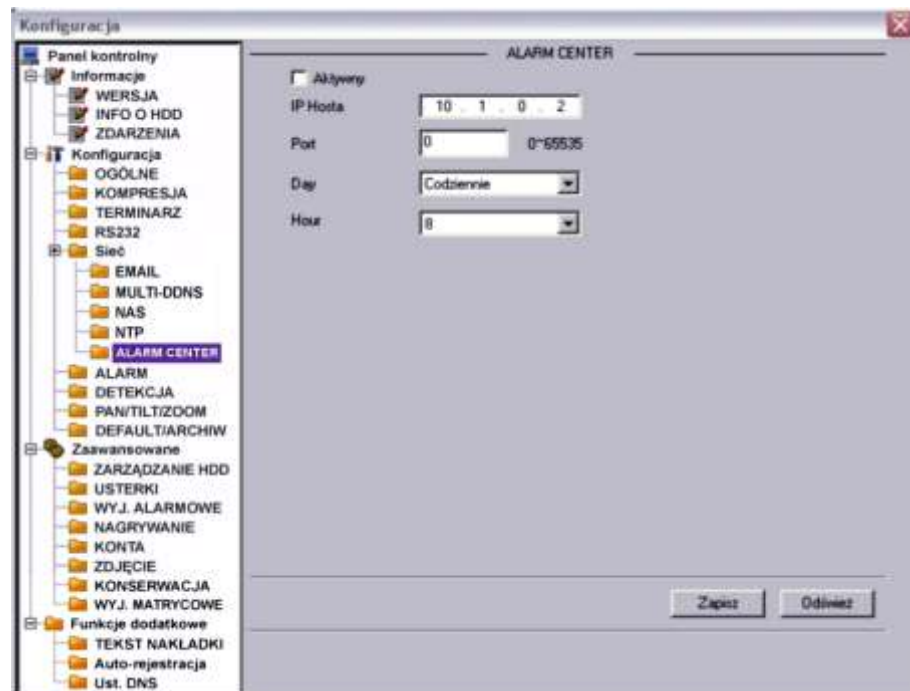 Konfiguracja
Panel kontrolny
Informacje
WERSJA
INFO O HDD
ZDARZENIA
Konfiguracja
OGÓLNE
KOMPRESJA
TERMINARZ
RS232
Sieć
EMAIL
MULTI-DDNS
NAS
NTP
ALARM CENTER
ALARM
DETEKCJA
PAN/TILT/ZOOM
DEFAULT/ARCHIW
Zaawansowane
ZARZĄDZANIE HDD
USTERKI
WYJ. ALARMOWE
NAGRYWANIE
KONTA
ZDJĘCIE
KONSERWACJA
WYJ. MATRYCOWE
Funkcje dodatkowe
TEKST NAKŁADKI
Auto-rejestracja
Ust. DNS
ALARM CENTER
Aktywny
IP Hosta 10 . 1 . 0 . 2
Port 0 0~65535
Day Codziennie
Hour 8
Zapisz Odśwież